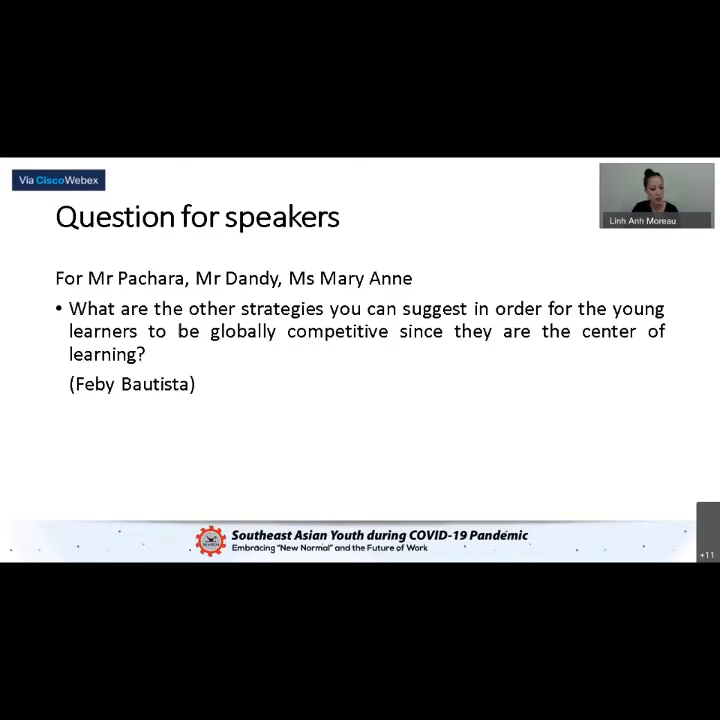 Via CiscoWebex
Linh Anh Moreau
Question for speakers
For Mr Pachara, Mr Dandy, Ms Mary Anne
• What are the other strategies you can suggest in order for the young
learners to be globally competitive since they are the center of
learning?
(Feby Bautista)
Southeast Asian Youth during COVID-19 Pandemic
Embracing "New Normal" and the Future of Work
+11